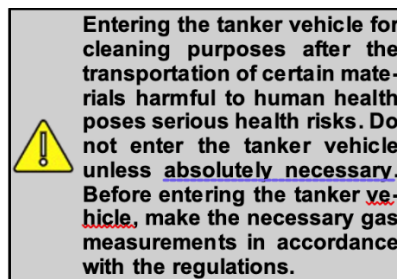 Entering the tanker vehicle for
cleaning purposes after the
transportation of certain mate-
rials harmful to human health
poses serious health risks. Do
not enter the tanker vehicle
unless absolutely necessary.
Before entering the tanker ve-
hicle, make the necessary gas
measurements in accordance
with the regulations.